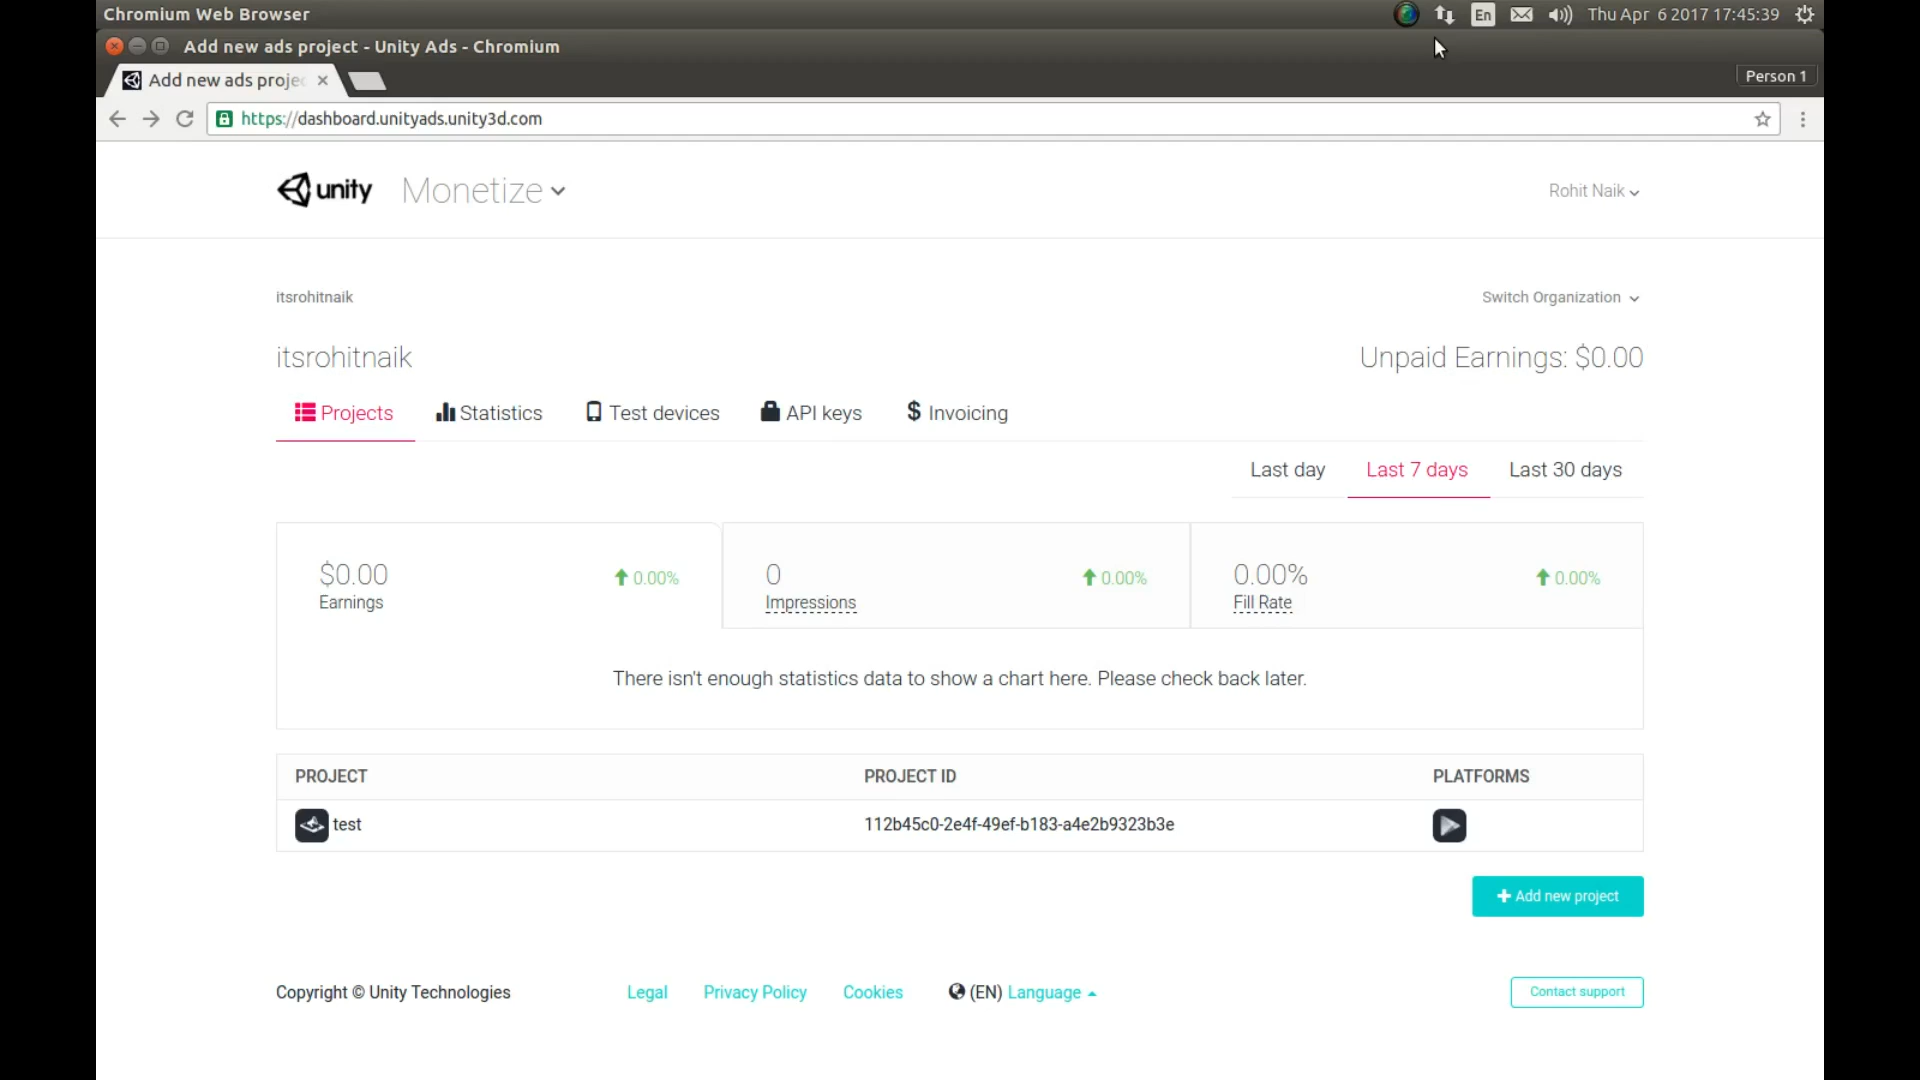 Chromium Web Browser
En
Thu Apr 6 2017 17:45:39
Add new ads project - Unity Ads - Chromium
Add new ads projec
Person 1
https://dashboard.unityads.unity3d.com
unity
Monetize
Rohit Naik
itsrohitnaik
Switch Organization
itsrohitnaik
Unpaid Earnings: $0.00
Projects
Statistics
Test devices
API keys
$ Invoicing
Last day
Last 7 days
Last 30 days
$0.00
0.00%
Earnings
0
0.00%
Impressions
0.00%
0.00%
Fill Rate
There isn't enough statistics data to show a chart here. Please check back later.
PROJECT
PROJECT ID
PLATFORMS
test
112b45c0-2e4f-49ef-b183-a4e2b9323b3e
Add new project
Copyright © Unity Technologies
Legal
Privacy Policy
Cookies
(EN) Language
Contact support